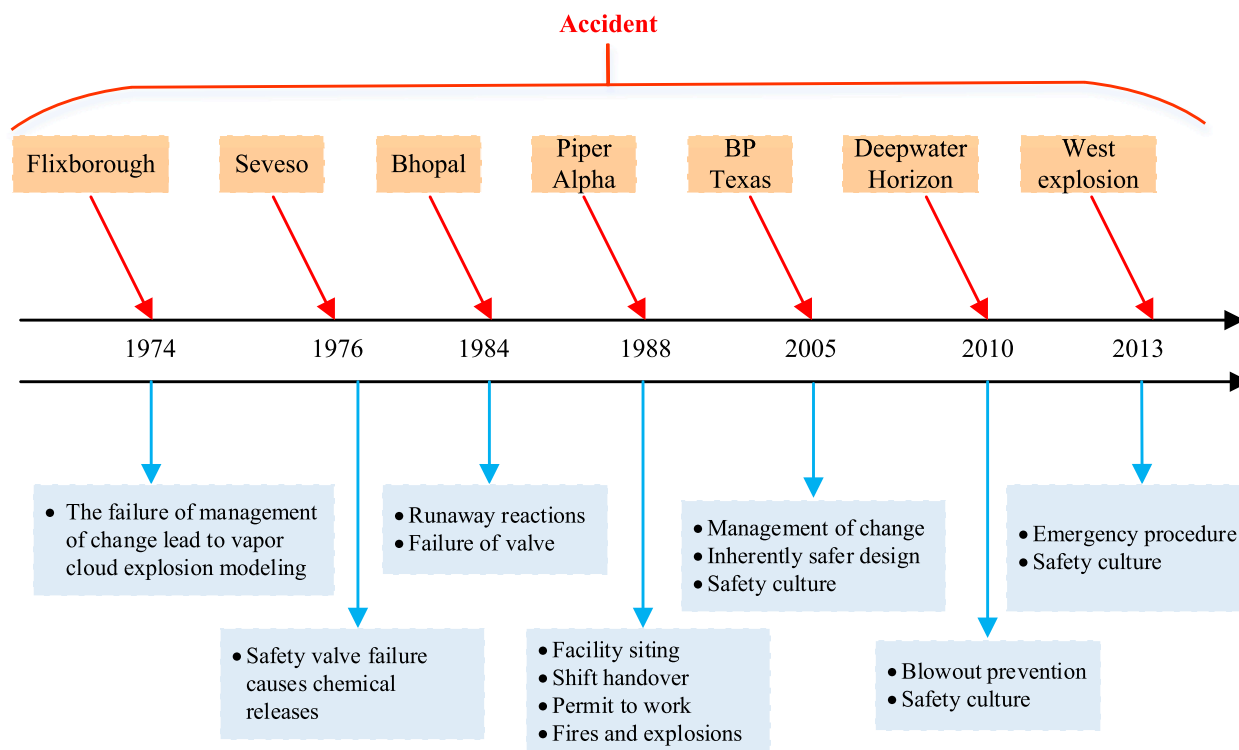 Accident
Flixborough
Seveso
Bhopal
Piper
Alpha
BP
Texas
Deepwater
Horizon
West
explosion
1974
1976
1984
1988
2005
2010
2013
• The failure of management
of change lead to vapor
cloud explosion modeling
• Safety valve failure
causes chemical
releases
• Runaway reactions
• Failure of valve
• Facility siting
• Shift handover
• Permit to work
• Fires and explosions
• Management of change
• Inherently safer design
• Safety culture
• Blowout prevention
• Safety culture
• Emergency procedure
• Safety culture